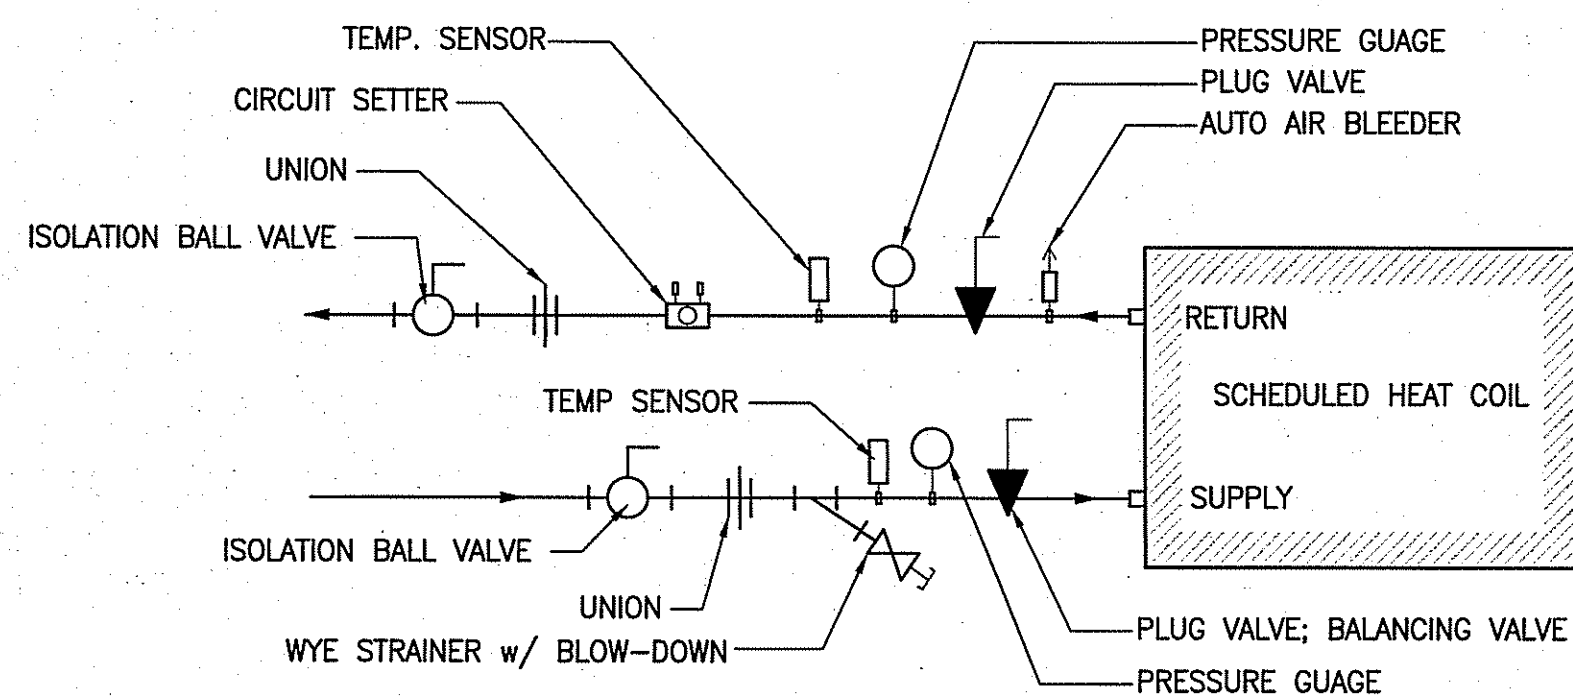 TEMP. SENSOR
PRESSURE GUAGE
PLUG VALVE
CIRCUIT SETTER
AUTO AIR BLEEDER
UNION
ISOLATION BALL VALVE
RETURN
SCHEDULED HEAT COIL
TEMP SENSOR
SUPPLY
ISOLATION BALL VALVE
UNION
PLUG VALVE; BALANCING VALVE
WYE STRAINER w/ BLOW-DOWN
PRESSURE GUAGE